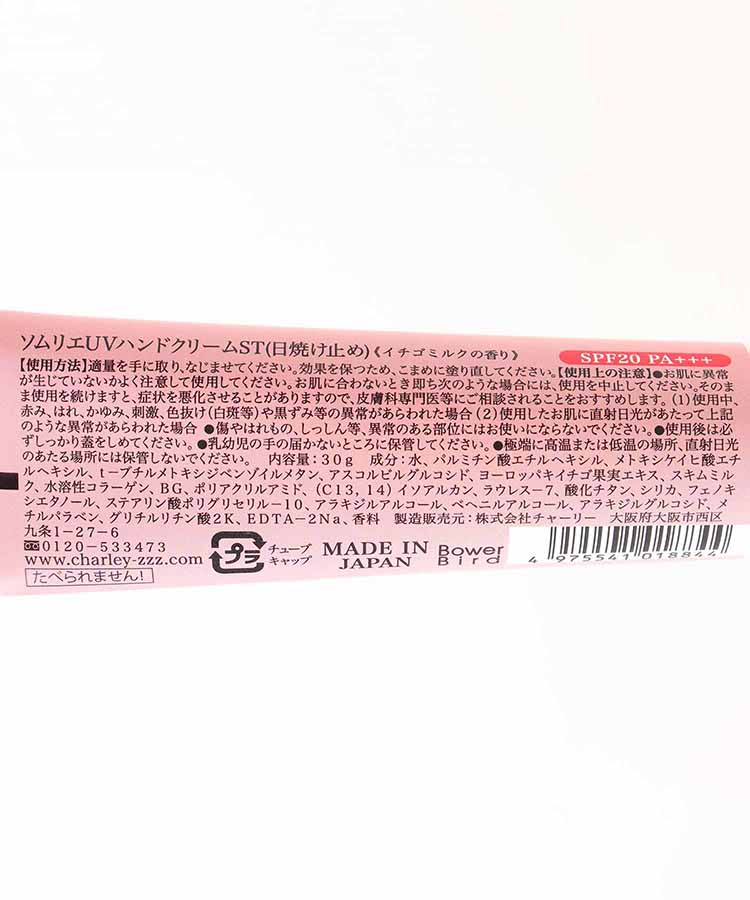 ソムリエUVハンドクリームST(日焼け止め)《イチゴミルクの香り》 SPF20 PA+++
【使用方法】適量を手に取り、なじませてください。効果を保つため、こまめに塗り直してください。【使用上の注意】●お肌に異常
が生じていないかよく注意して使用してください。お肌に合わないとき即ち次のような場合には、使用を中止してください。そのま
ま使用を続けますと、症状を悪化させることがありますので、皮膚科専門医等にご相談されることをおすすめします。(1)使用中、
赤み、はれ、かゆみ、刺激、色抜け(白斑等)や黒ずみ等の異常があらわれた場合(2)使用したお肌に直射日光があたって上記
のような異常があらわれた場合 ●傷やはれもの、しっしん等、異常のある部位にはお使いにならないでください。●使用後は必
ずしっかり蓋をしめてください。●乳幼児の手の届かないところに保管してください。●極端に高温または低温の場所、直射日光
のあたる場所には保管しないでください。 内容量:30g 成分:水、パルミチン酸エチルヘキシル、メトキシケイヒ酸エチ
ルヘキシル、t-ブチルメトキシジベンゾイルメタン、アスコルビルグルコシド、ヨーロッパキイチゴ果実エキス、スキムミル
ク、水溶性コラーゲン、BG、ポリアクリルアミド、(C13,14)イソアルカン、ラウレス-7、酸化チタン、シリカ、フェノキ
シエタノール、ステアリン酸ポリグリセリル-10、アラキジルアルコール、ベヘニルアルコール、アラキジルグルコシド、メ
チルパラベン、グリチルリチン酸2K、EDTA-2Na、香料 製造販売元:株式会社チャーリー 大阪府大阪市西区
九条1-27-6
0120-533473
www.charley-zzz.com
たべられません!
プラ
チューブ
キャップ
MADE IN
JAPAN
Bower
Bird
4 975541 018844